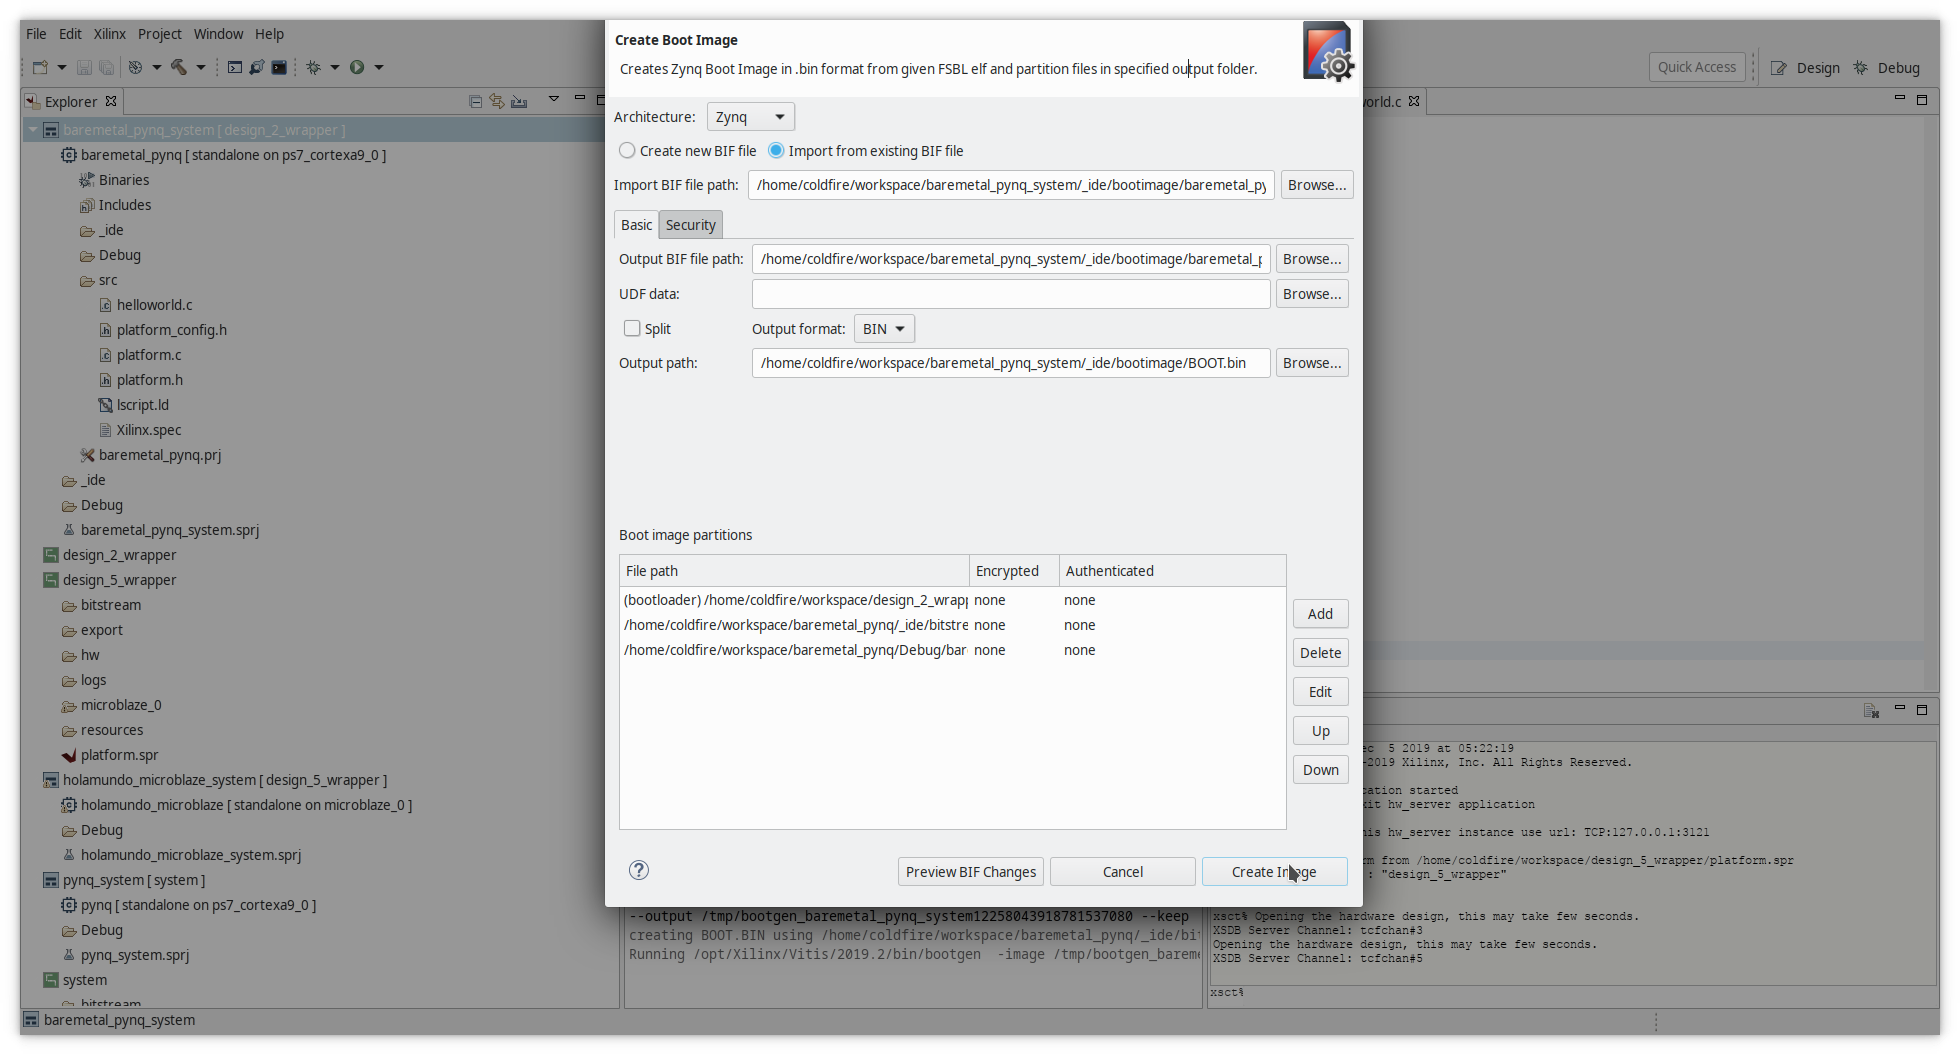 File Edit Xilinx Project Window Help
Quick Access Design Debug
Explorer
baremetal_pynq_system [ design_2_wrapper ]
baremetal_pynq [ standalone on ps7_cortexa9_0 ]
Binaries
Includes
_ide
Debug
src
helloworld.c
platform_config.h
platform.c
platform.h
lscript.ld
Xilinx.spec
baremetal_pynq.prj
_ide
Debug
baremetal_pynq_system.sprj
design_2_wrapper
design_5_wrapper
bitstream
export
hw
logs
microblaze_0
resources
platform.spr
holamundo_microblaze_system [ design_5_wrapper ]
holamundo_microblaze [ standalone on microblaze_0 ]
Debug
holamundo_microblaze_system.sprj
pynq_system [ system ]
pynq [ standalone on ps7_cortexa9_0 ]
Debug
pynq_system.sprj
system
bitstream
baremetal_pynq_system
Create Boot Image
Creates Zynq Boot Image in .bin format from given FSBL elf and partition files in specified output folder.
Architecture: Zynq
Create new BIF file Import from existing BIF file
Import BIF file path: /home/coldfire/workspace/baremetal_pynq_system/_ide/bootimage/baremetal_py Browse...
Basic Security
Output BIF file path: /home/coldfire/workspace/baremetal_pynq_system/_ide/bootimage/baremetal_p Browse...
UDF data: Browse...
Split Output format: BIN
Output path: /home/coldfire/workspace/baremetal_pynq_system/_ide/bootimage/BOOT.bin Browse...
Boot image partitions
File path Encrypted Authenticated
(bootloader) /home/coldfire/workspace/design_2_wrapp none none
/home/coldfire/workspace/baremetal_pynq/_ide/bitstre none none
/home/coldfire/workspace/baremetal_pynq/Debug/bar none none
Add
Delete
Edit
Up
Down
Preview BIF Changes Cancel Create Image
--output /tmp/bootgen_baremetal_pynq_system12258043918781537080 --keep
creating BOOT.BIN using /home/coldfire/workspace/baremetal_pynq/_ide/bi
Running /opt/Xilinx/Vitis/2019.2/bin/bootgen -image /tmp/bootgen_bareme
orld.c
ec 5 2019 at 05:22:19
-2019 Xilinx, Inc. All Rights Reserved.
cation started
xit hw_server application
his hw_server instance use url: TCP:127.0.0.1:3121
rm from /home/coldfire/workspace/design_5_wrapper/platform.spr
: "design_5_wrapper"
xsct% Opening the hardware design, this may take few seconds.
XSDB Server Channel: tcfchan#3
Opening the hardware design, this may take few seconds.
XSDB Server Channel: tcfchan#5
xsct%